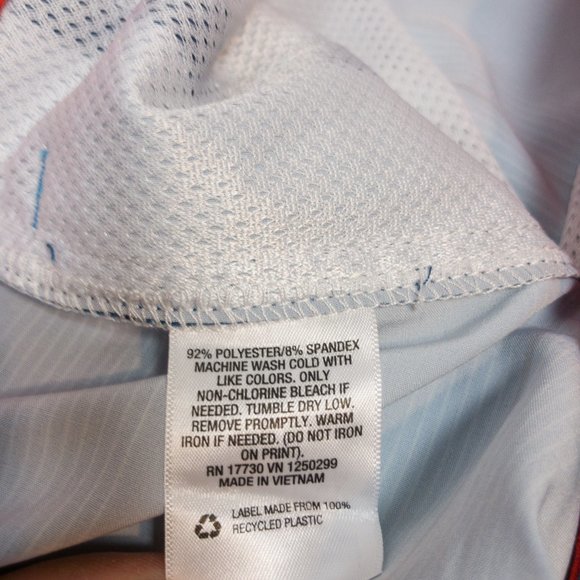 92% POLYESTER/8% SPANDEX
MACHINE WASH COLD WITH
LIKE COLORS. ONLY
NON-CHLORINE BLEACH IF
NEEDED. TUMBLE DRY LOW.
REMOVE PROMPTLY. WARM
IRON IF NEEDED. (DO NOT IRON
ON PRINT).
RN 17730 VN 1250299
MADE IN VIETNAM
LABEL MADE FROM 100%
RECYCLED PLASTIC